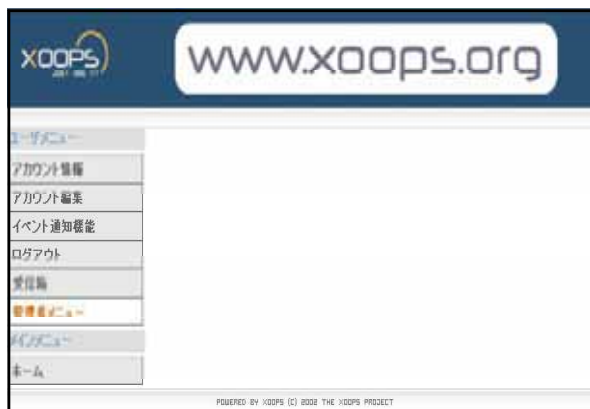 XOOPS
www.xoops.org
ユーザメニュー
アカウント情報
アカウント編集
イベント通知機能
ログアウト
受信箱
管理者メニュー
メインメニュー
ホーム
POWERED BY XOOPS (C) 2002 THE XOOPS PROJECT